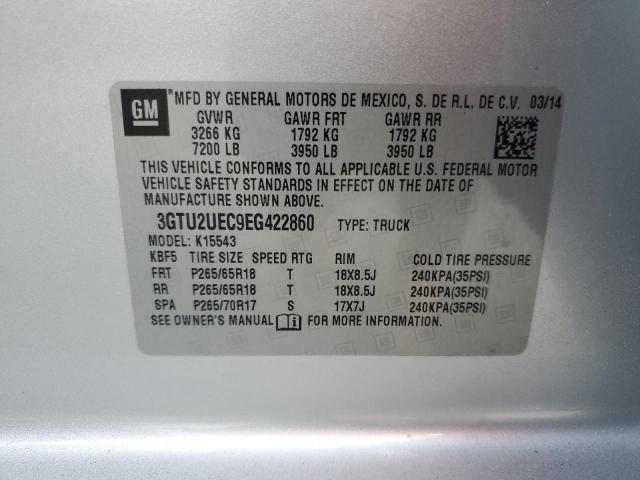 GM ® MFD BY GENERAL MOTORS DE MEXICO, S. DE R.L. DE C.V. 03/14
GVWR GAWR FRT GAWR RR
3266 KG 1792 KG 1792 KG
7200 LB 3950 LB 3950 LB
THIS VEHICLE CONFORMS TO ALL APPLICABLE U.S. FEDERAL MOTOR
VEHICLE SAFETY STANDARDS IN EFFECT ON THE DATE OF
MANUFACTURE SHOWN ABOVE.
3GTU2UEC9EG422860 TYPE: TRUCK
MODEL: K15543
KBF5 TIRE SIZE SPEED RTG RIM COLD TIRE PRESSURE
FRT P265/65R18 T 18X8.5J 240KPA(35PSI)
RR P265/65R18 T 18X8.5J 240KPA(35PSI)
SPA P265/70R17 S 17X7J 240KPA(35PSI)
SEE OWNER'S MANUAL FOR MORE INFORMATION.